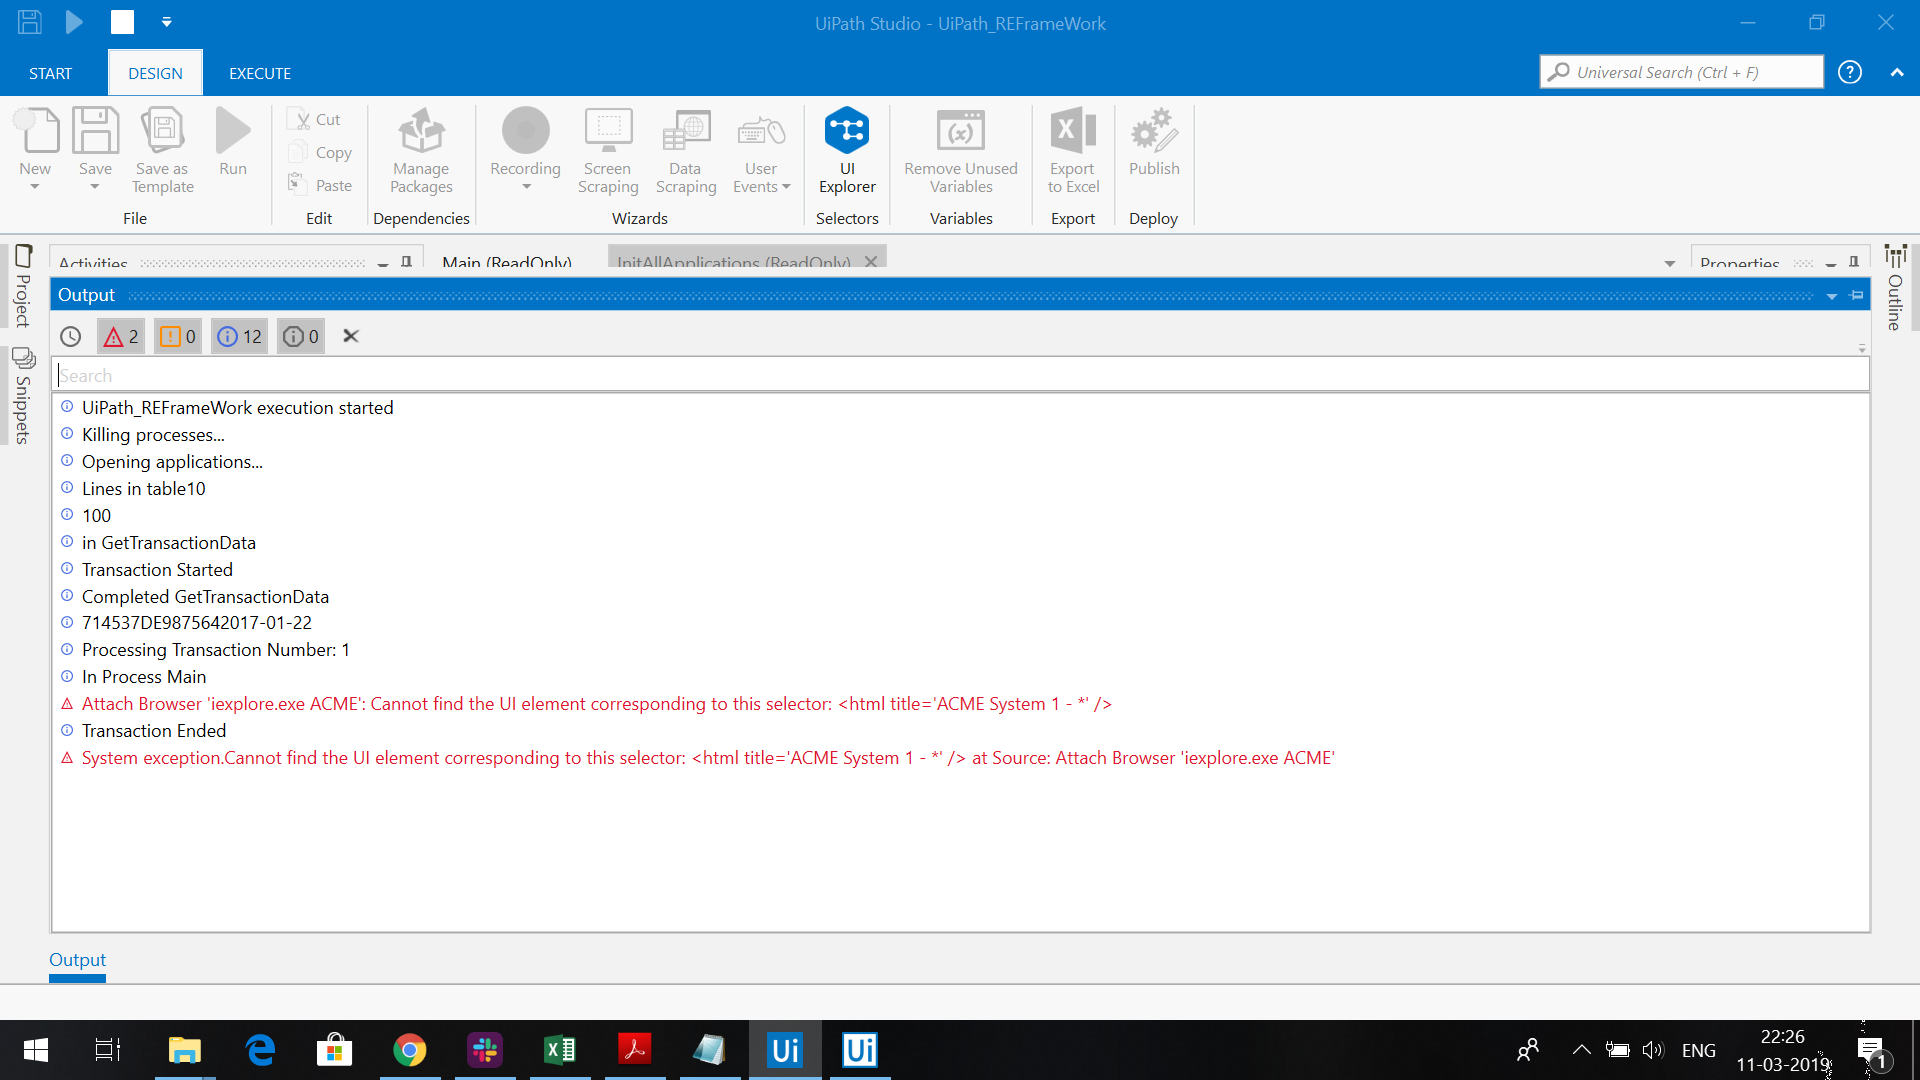 UiPath Studio - UiPath_REFrameWork
START DESIGN EXECUTE
Universal Search (Ctrl + F)
New
Save
Save as
Template
Run
File
Cut
Copy
Paste
Edit
Manage
Packages
Dependencies
Recording
Screen
Scraping
Data
Scraping
User
Events
Wizards
UI
Explorer
Selectors
Remove Unused
Variables
Variables
Export
to Excel
Export
Publish
Deploy
Project
Snippets
Activities
Main (ReadOnly)
InitAllApplications (ReadOnly)
Properties
Outline
Output
2 0 12 0
Search
UiPath_REFrameWork execution started
Killing processes...
Opening applications...
Lines in table10
100
in GetTransactionData
Transaction Started
Completed GetTransactionData
714537DE9875642017-01-22
Processing Transaction Number: 1
In Process Main
Attach Browser 'iexplore.exe ACME': Cannot find the UI element corresponding to this selector: <html title='ACME System 1 - *' />
Transaction Ended
System exception.Cannot find the UI element corresponding to this selector: <html title='ACME System 1 - *' /> at Source: Attach Browser 'iexplore.exe ACME'
Output
Ui
Ui
ENG
22:26
11-03-2019
1